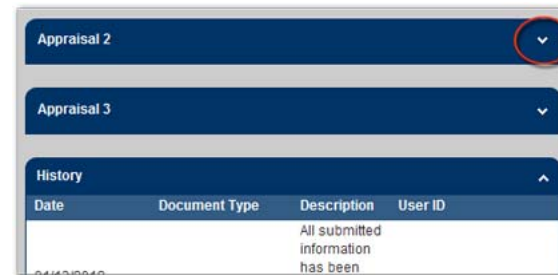 Appraisal 2
Appraisal 3
History
Date Document Type Description User ID
All submitted
information
has been